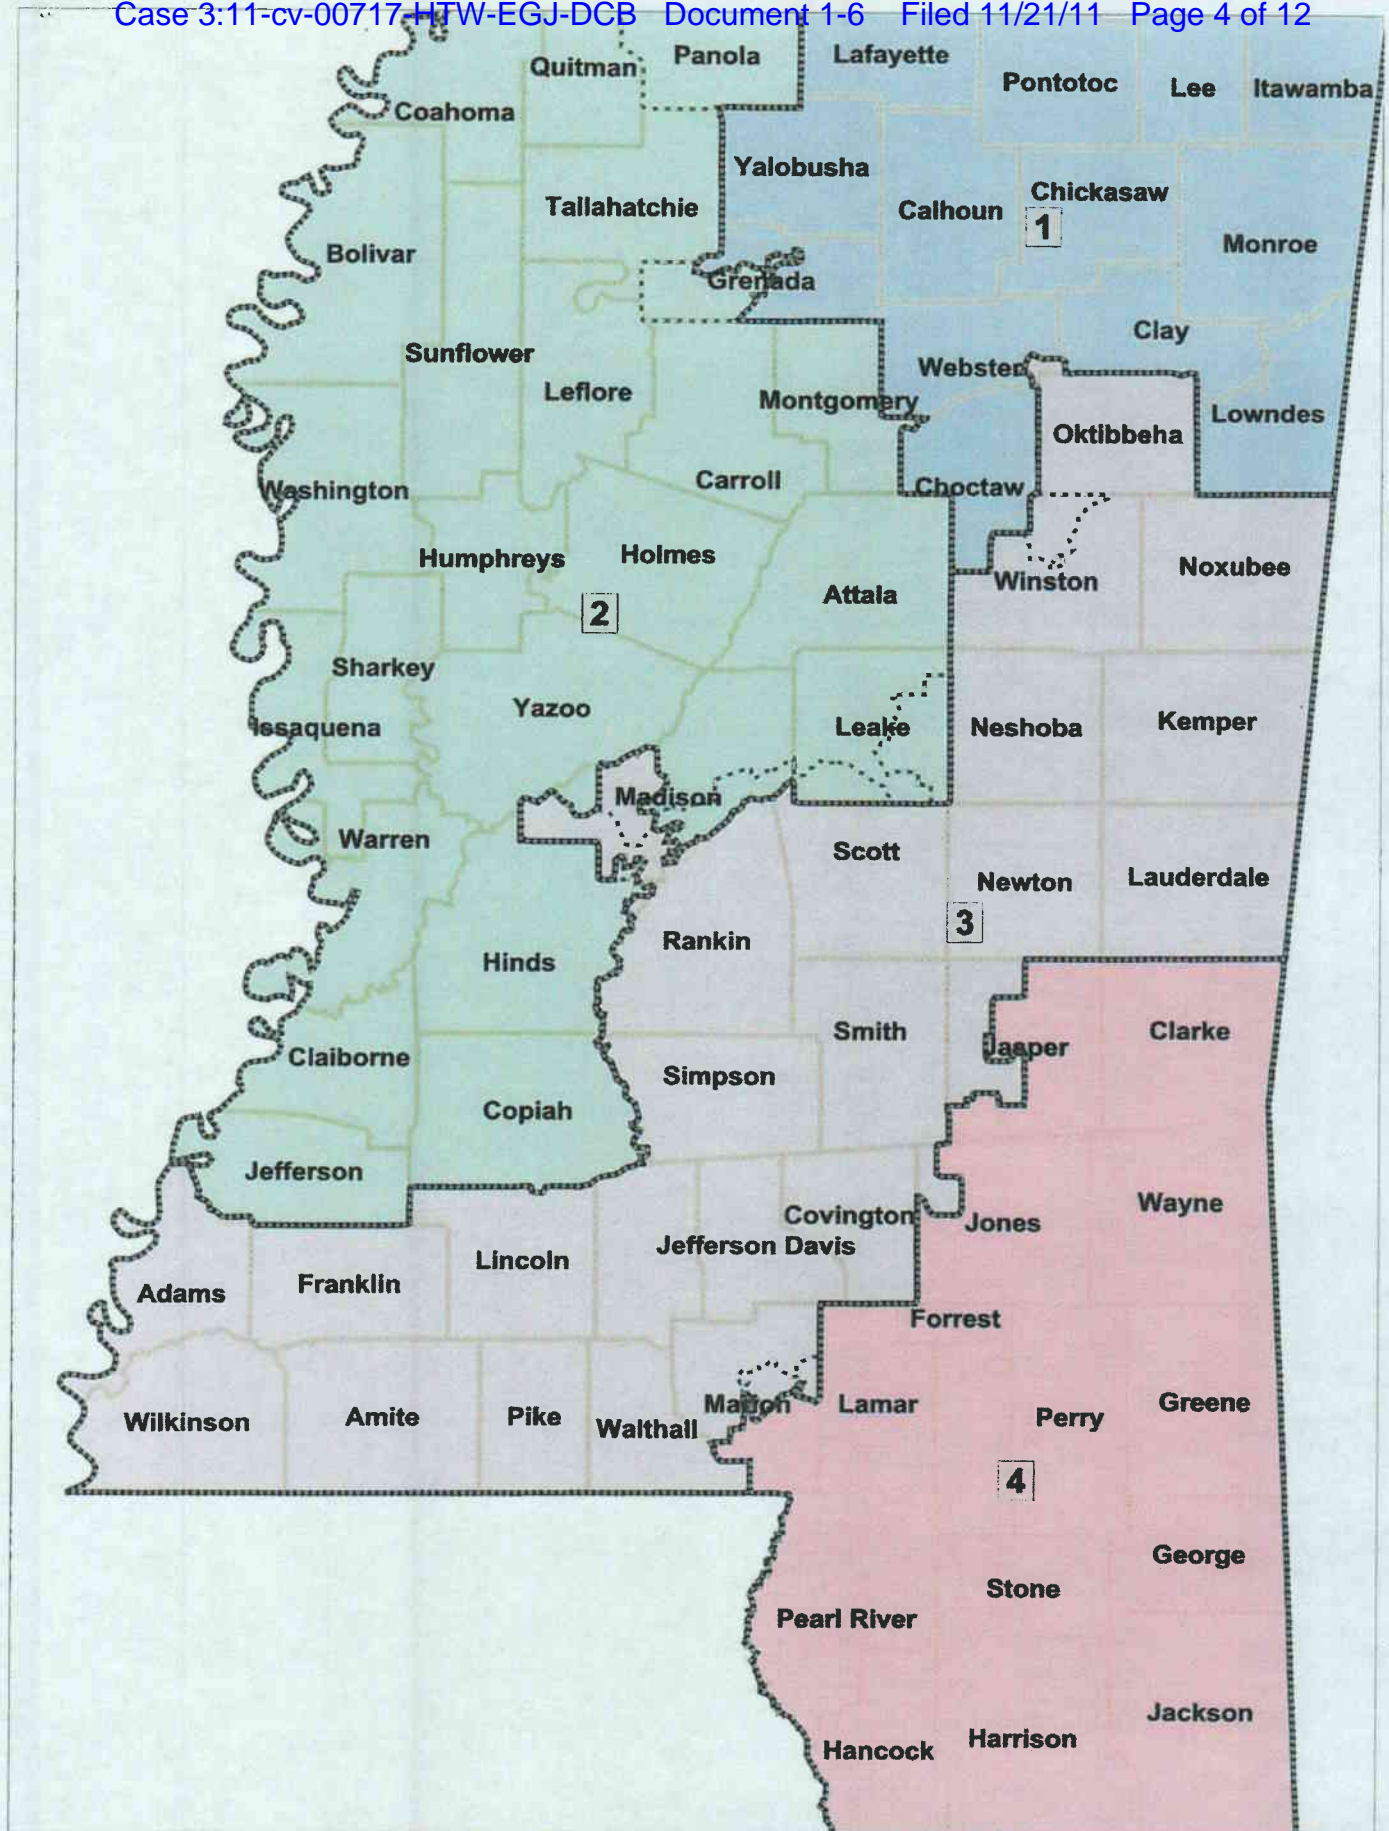 Case 3:11-cv-00717-HTW-EGJ-DCB Document 1-6 Filed 11/21/11 Page 4 of 12
Quitman
Panola
Lafayette
Pontotoc
Lee
Itawamba
Coahoma
Yalobusha
Chickasaw
Tallahatchie
Calhoun
1
Monroe
Bolivar
Grenada
Clay
Sunflower
Webster
Leflore
Montgomery
Lowndes
Oktibbeha
Carroll
Choctaw
Washington
Humphreys
Holmes
Noxubee
Winston
Attala
2
Sharkey
Yazoo
Issaquena
Leake
Neshoba
Kemper
Madison
Warren
Scott
Newton
Lauderdale
3
Rankin
Hinds
Smith
Clarke
Jasper
Claiborne
Simpson
Copiah
Jefferson
Wayne
Covington
Jones
Jefferson Davis
Lincoln
Franklin
Adams
Forrest
Marion
Lamar
Greene
Perry
Wilkinson
Amite
Pike
Walthall
4
George
Stone
Pearl River
Jackson
Harrison
Hancock